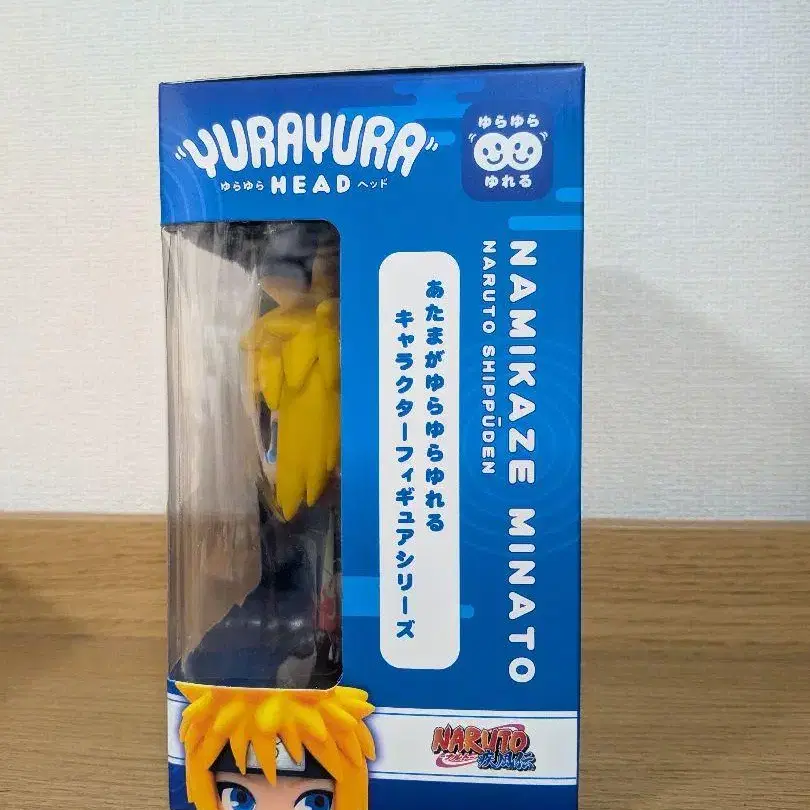 YURAYURA
ゆらゆら HEAD ヘッド
ゆらゆら
ゆれる
NAMIKAZE MINATO
NARUTO SHIPPŪDEN
あたまがゆらゆらゆれる
キャラクターフィギュアシリーズ
NARUTO
疾風伝